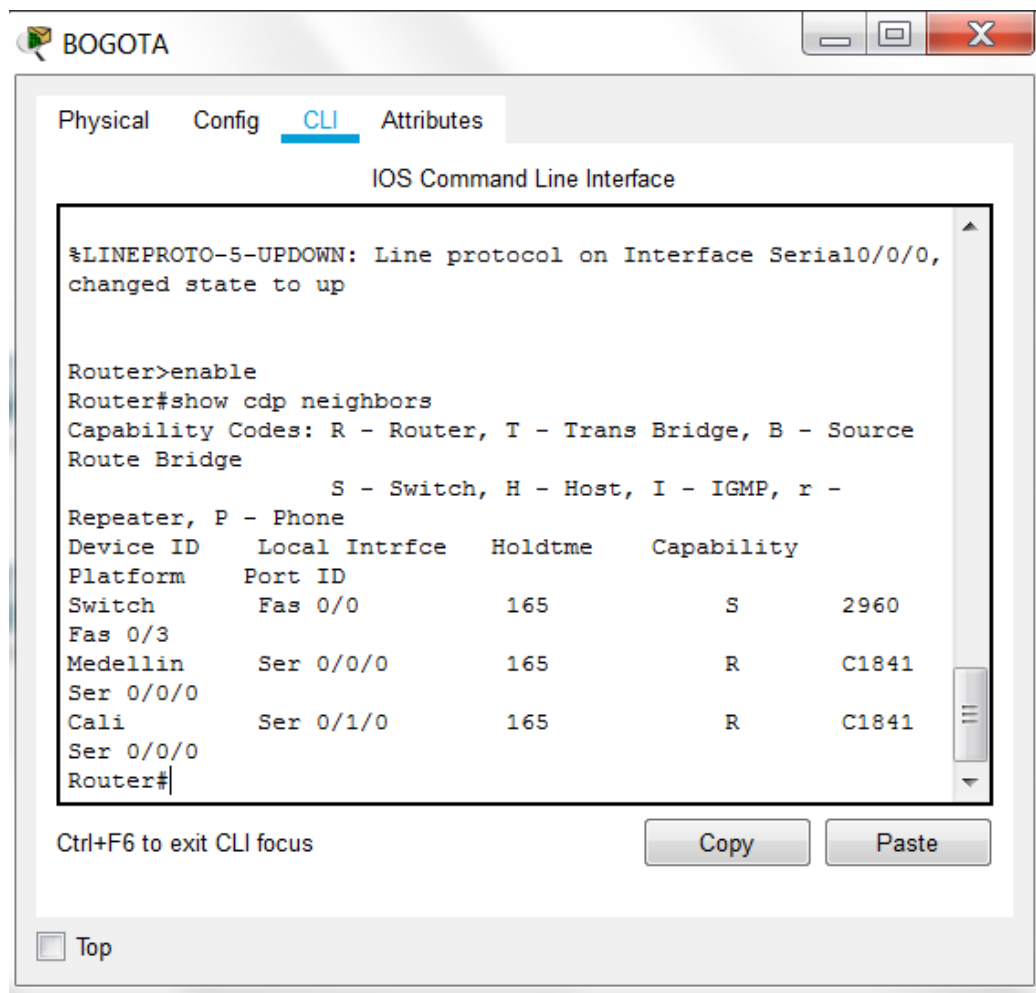 BOGOTA
Physical Config CLI Attributes
IOS Command Line Interface
%LINEPROTO-5-UPDOWN: Line protocol on Interface Serial0/0/0,
changed state to up
Router>enable
Router#show cdp neighbors
Capability Codes: R - Router, T - Trans Bridge, B - Source
Route Bridge
S - Switch, H - Host, I - IGMP, r -
Repeater, P - Phone
Device ID Local Intrfce Holdtme Capability
Platform Port ID
Switch Fas 0/0 165 S 2960
Fas 0/3
Medellin Ser 0/0/0 165 R C1841
Ser 0/0/0
Cali Ser 0/1/0 165 R C1841
Ser 0/0/0
Router#
Ctrl+F6 to exit CLI focus Copy Paste
Top